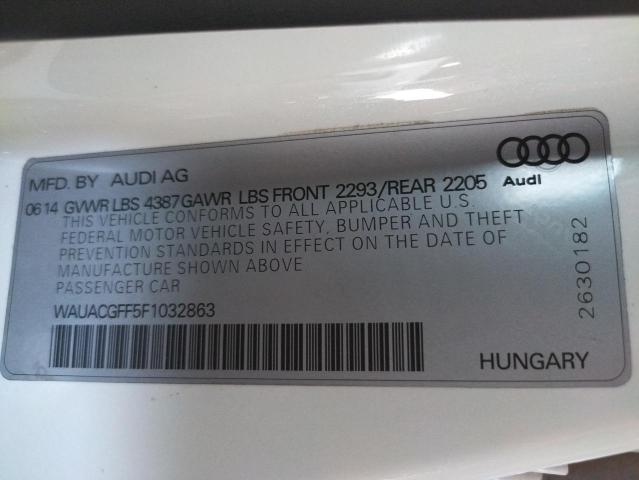 MFD. BY AUDI AG
Audi
06 14 GVWR LBS 4387 GAWR LBS FRONT 2293/REAR 2205
THIS VEHICLE CONFORMS TO ALL APPLICABLE U.S.
FEDERAL MOTOR VEHICLE SAFETY, BUMPER AND THEFT
PREVENTION STANDARDS IN EFFECT ON THE DATE OF
MANUFACTURE SHOWN ABOVE
PASSENGER CAR
WAUACGFF5F1032863
2630182
HUNGARY